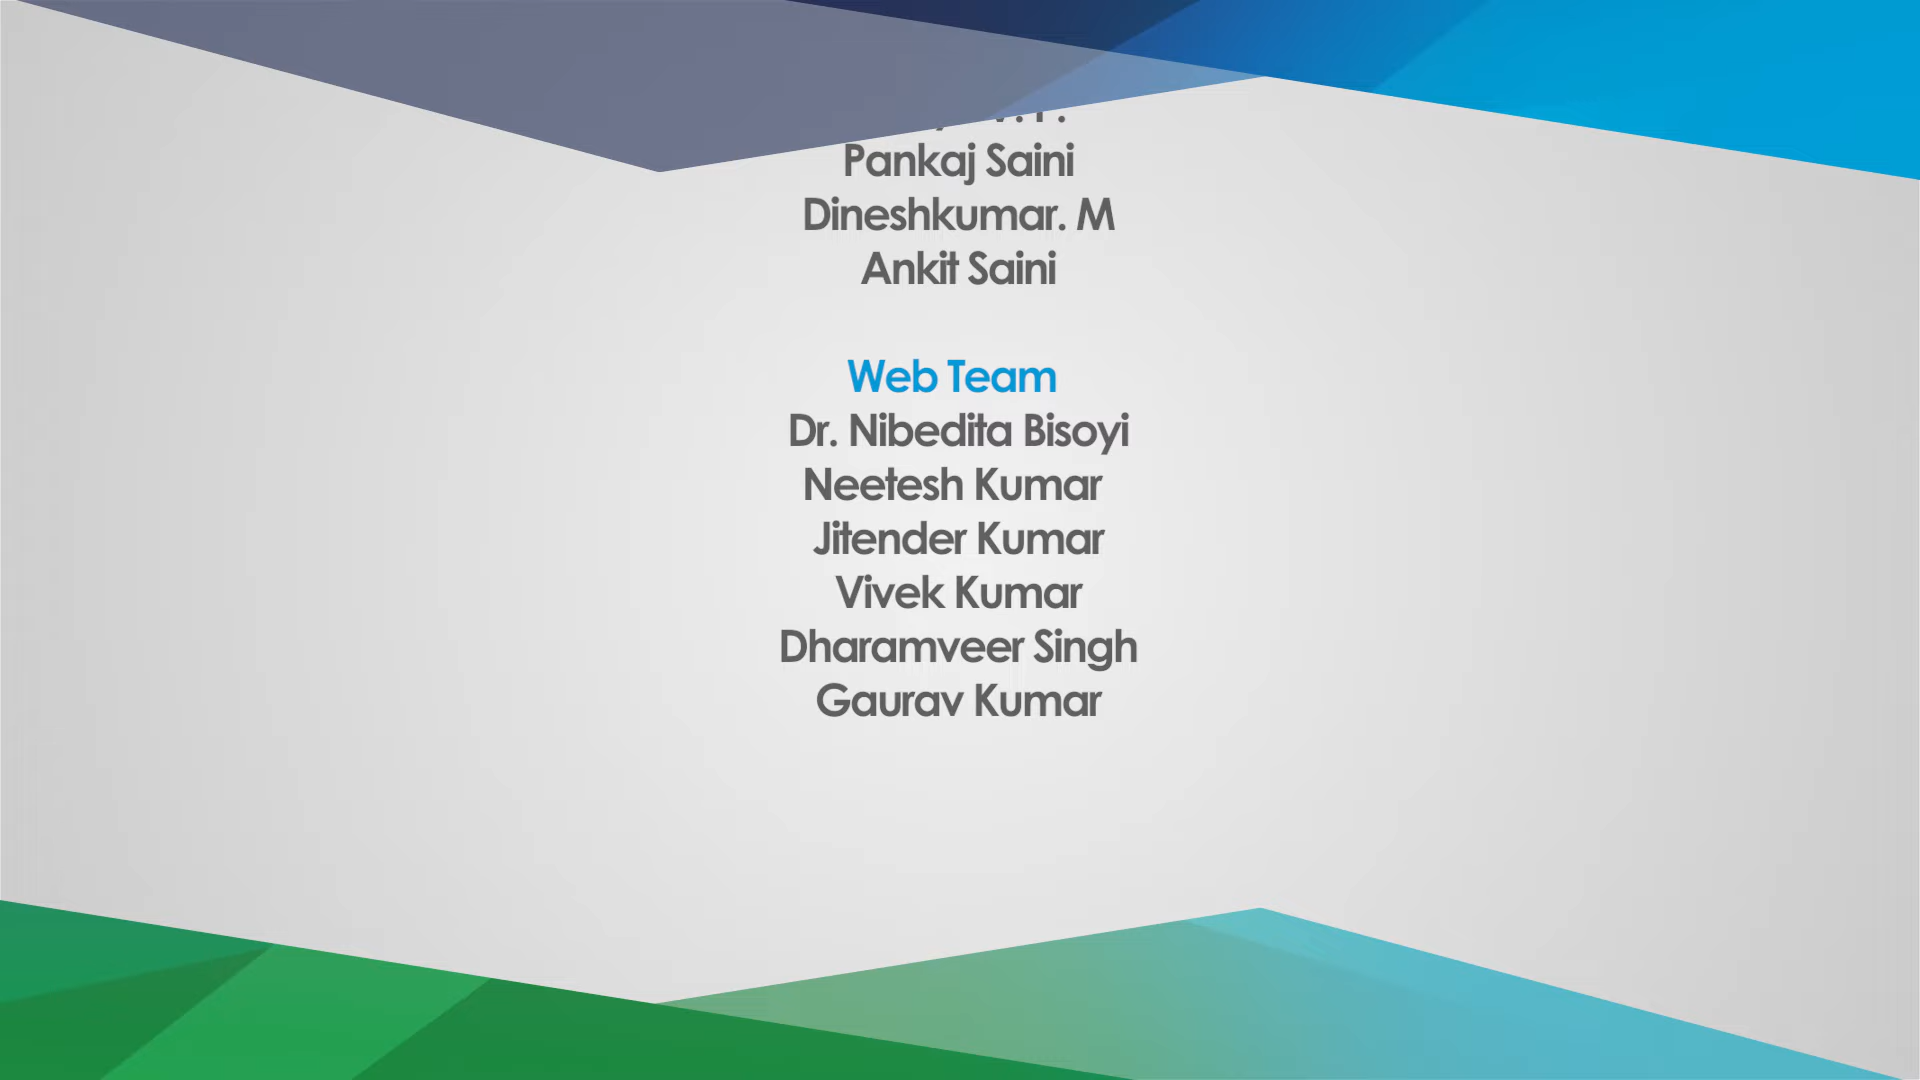 Pankaj Saini
Dineshkumar. M
Ankit Saini
Web Team
Dr. Nibedita Bisoyi
Neetesh Kumar
Jitender Kumar
Vivek Kumar
Dharamveer Singh
Gaurav Kumar